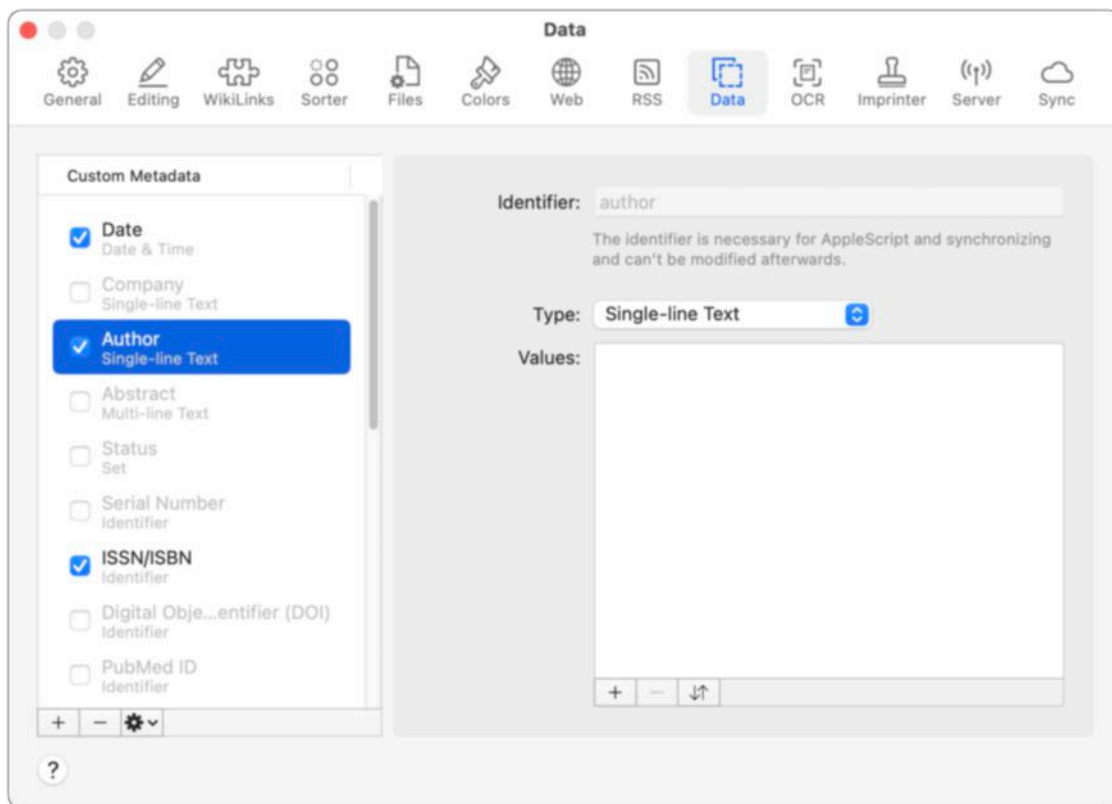 Data
General Editing WikiLinks Sorter Files Colors Web RSS Data OCR Imprinter Server Sync
Custom Metadata
Date
Date & Time
Company
Single-line Text
Author
Single-line Text
Abstract
Multi-line Text
Status
Set
Serial Number
Identifier
ISSN/ISBN
Identifier
Digital Obje...entifier (DOI)
Identifier
PubMed ID
Identifier
Identifier: author
The identifier is necessary for AppleScript and synchronizing
and can't be modified afterwards.
Type: Single-line Text
Values: